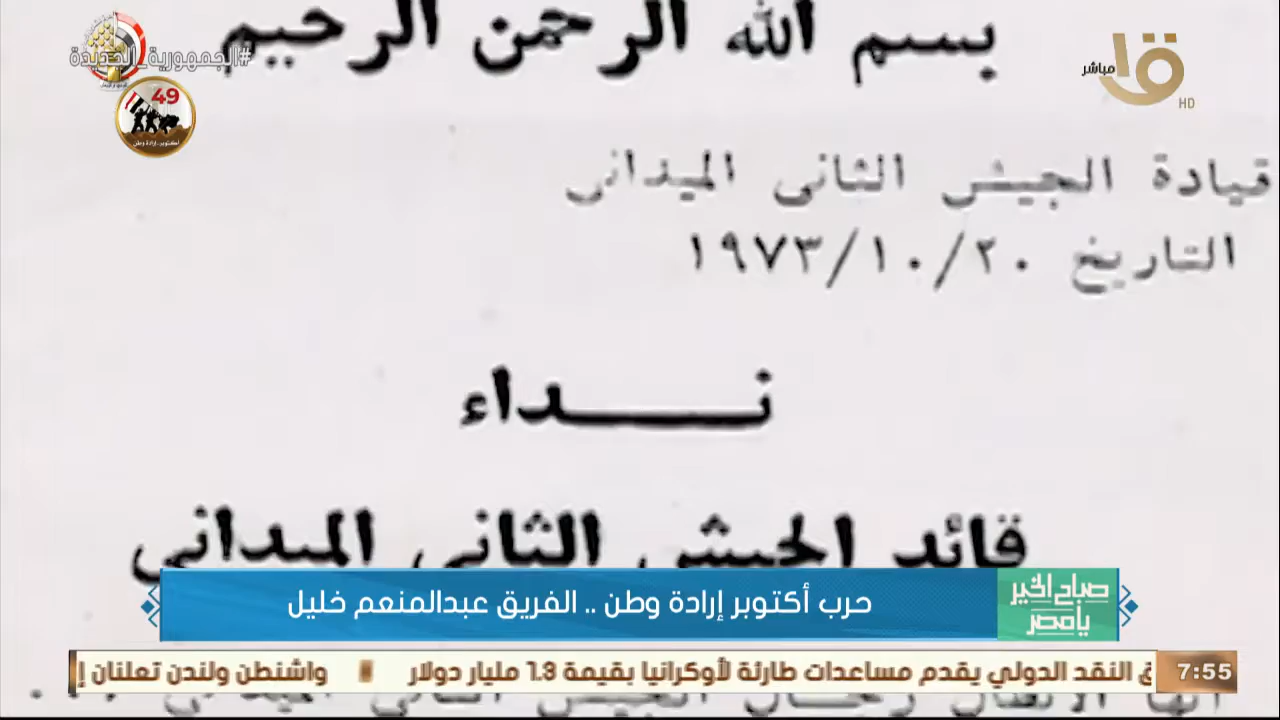 بسم الله الرحمن الرحيم
#الجمهورية_الجديدة
مباشر
HD
49
أكتوبر..إرادة وطن
قيادة الجيش الثانى الميدانى
التاريخ ٢٠/١٠/١٩٧٣
نـــداء
قائد الجيش الثانى الميدانى
صباح الخير يا مصر
حرب أكتوبر إرادة وطن .. الفريق عبدالمنعم خليل
ق النقد الدولي يقدم مساعدات طارئة لأوكرانيا بقيمة 1.3 مليار دولار واشنطن ولندن تعلنان إ
7:55